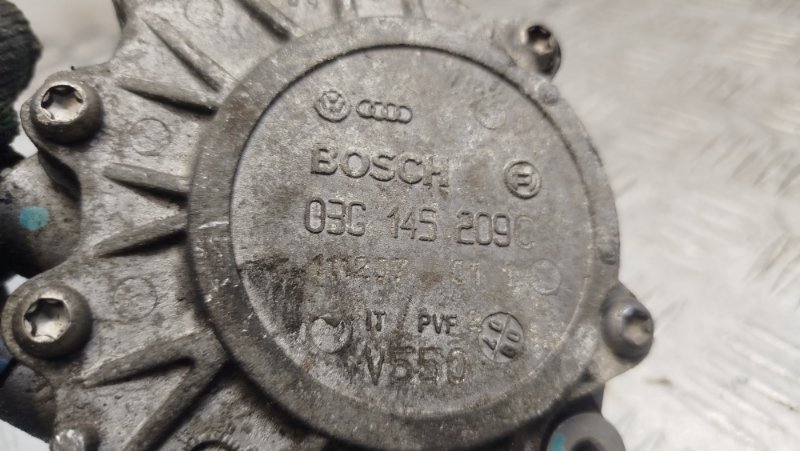 BOSCH
03G 145 209C
IT PVF
V550